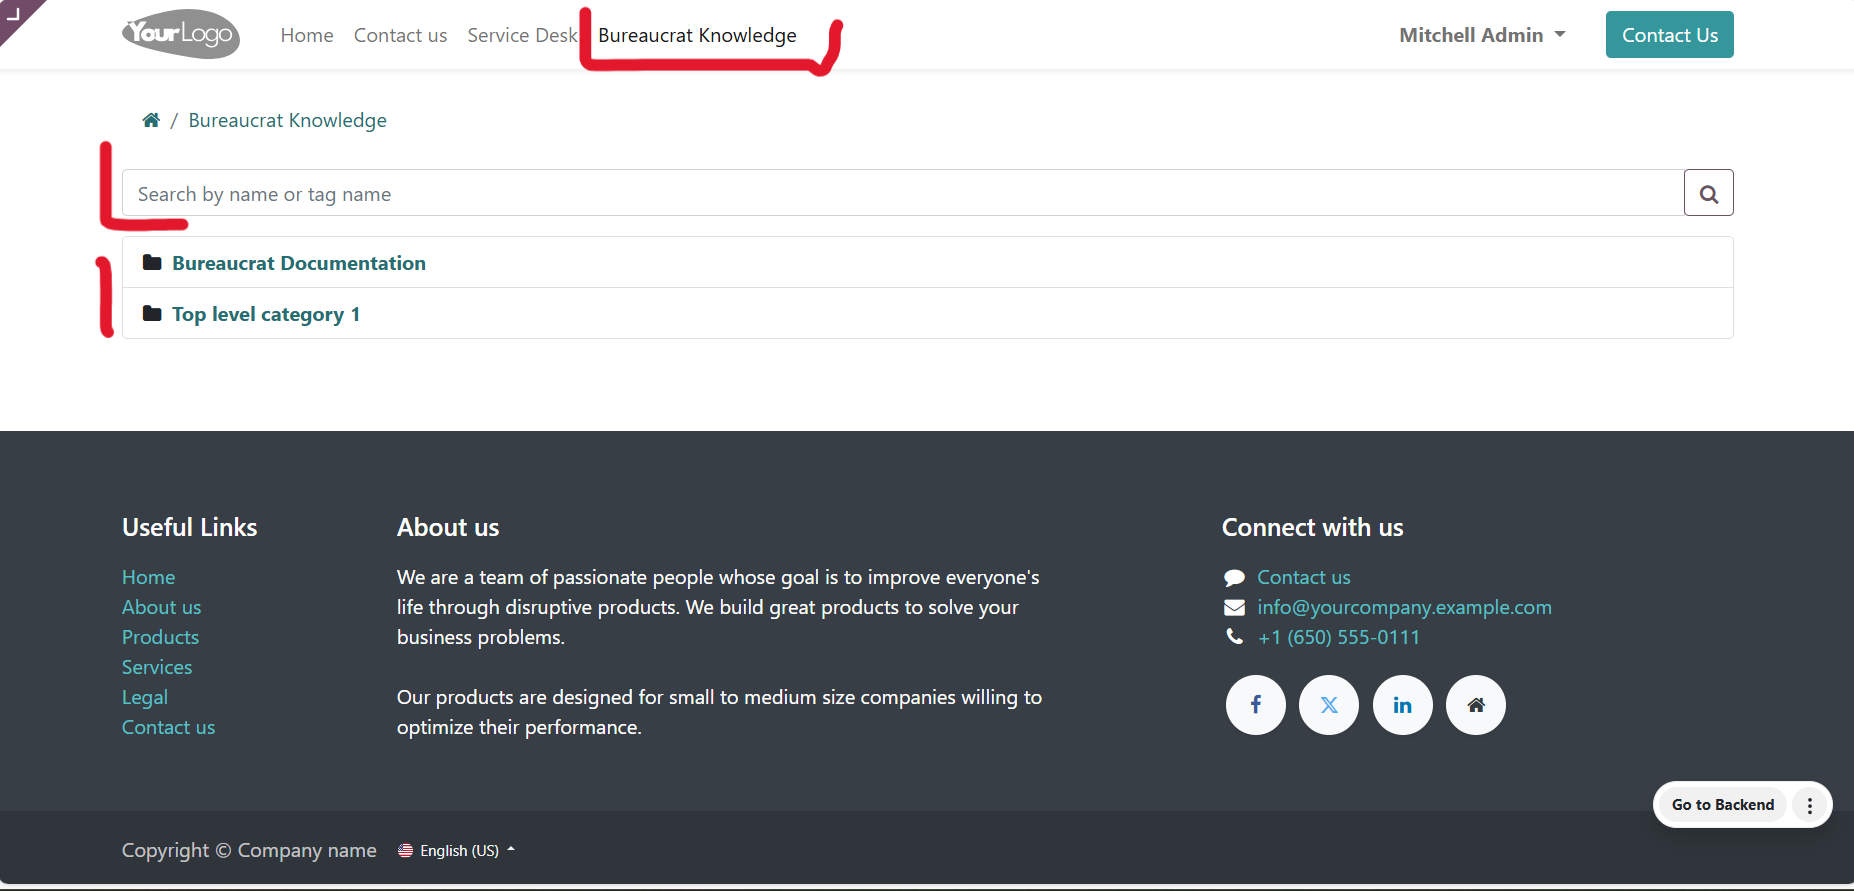 YourLogo Home Contact us Service Desk Bureaucrat Knowledge Mitchell Admin Contact Us
/ Bureaucrat Knowledge
Search by name or tag name
Bureaucrat Documentation
Top level category 1
Useful Links
Home
About us
Products
Services
Legal
Contact us
About us
We are a team of passionate people whose goal is to improve everyone's
life through disruptive products. We build great products to solve your
business problems.
Our products are designed for small to medium size companies willing to
optimize their performance.
Connect with us
Contact us
info@yourcompany.example.com
+1 (650) 555-0111
Go to Backend
Copyright © Company name English (US)